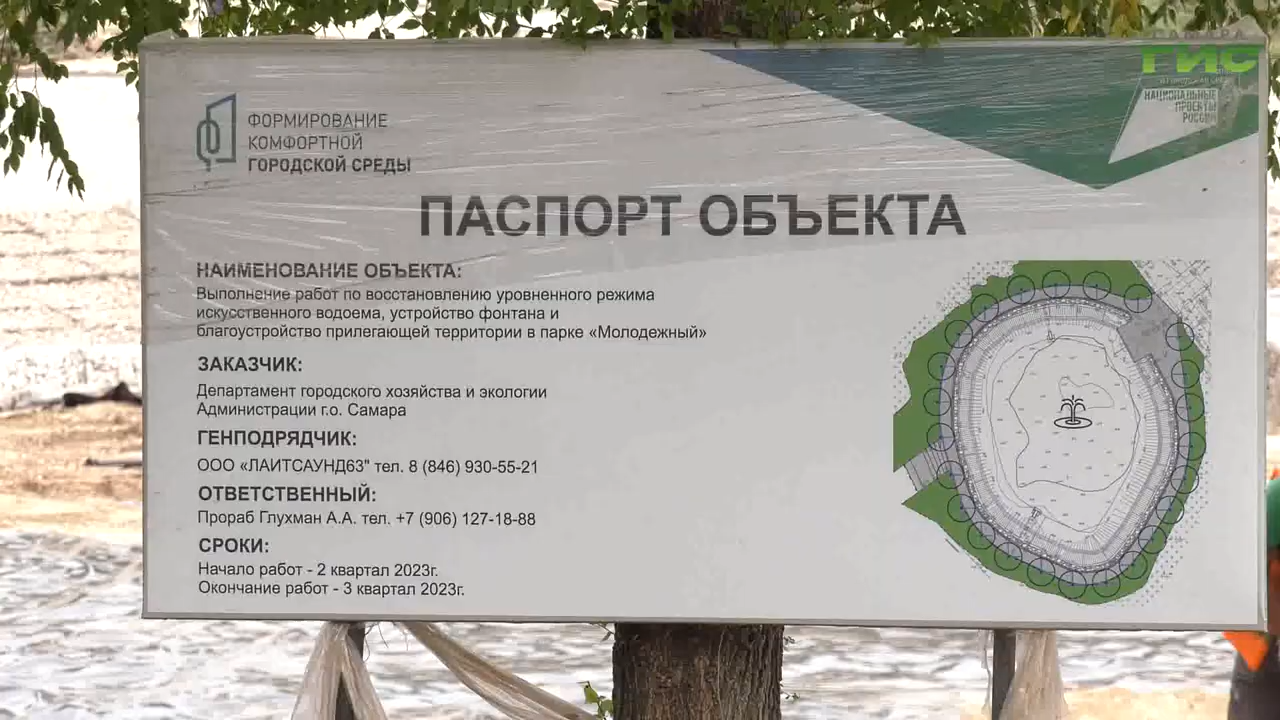 САМАРА
ГИС
НАЦИОНАЛЬНЫЕ
ПРОЕКТЫ
РОССИИ
ФОРМИРОВАНИЕ
КОМФОРТНОЙ
ГОРОДСКОЙ СРЕДЫ
ПАСПОРТ ОБЪЕКТА
НАИМЕНОВАНИЕ ОБЪЕКТА:
Выполнение работ по восстановлению уровненного режима
искусственного водоема, устройство фонтана и
благоустройство прилегающей территории в парке «Молодежный»
ЗАКАЗЧИК:
Департамент городского хозяйства и экологии
Администрации г.о. Самара
ГЕНПОДРЯДЧИК:
ООО «ЛАИТСАУНД63" тел. 8 (846) 930-55-21
ОТВЕТСТВЕННЫЙ:
Прораб Глухман А.А. тел. +7 (906) 127-18-88
СРОКИ:
Начало работ - 2 квартал 2023г.
Окончание работ - 3 квартал 2023г.